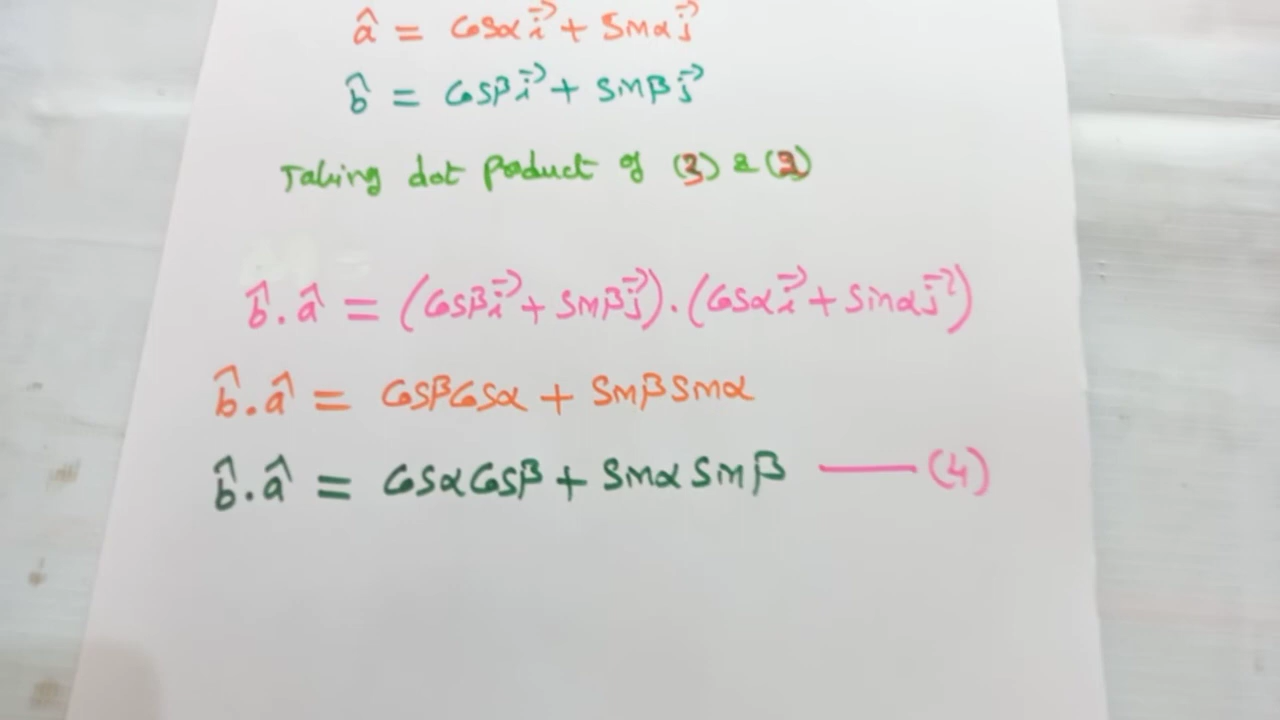 â = Cosα i⃗ + Sinα j⃗
b̂ = Cosβ i⃗ + Sinβ j⃗
Taking dot product of (3) & (2)
b̂ . â = (Cosβ i⃗ + Sinβ j⃗) . (Cosα i⃗ + Sinα j⃗)
b̂ . â = Cosβ Cosα + Sinβ Sinα
b̂ . â = Cosα Cosβ + Sinα Sinβ —— (4)